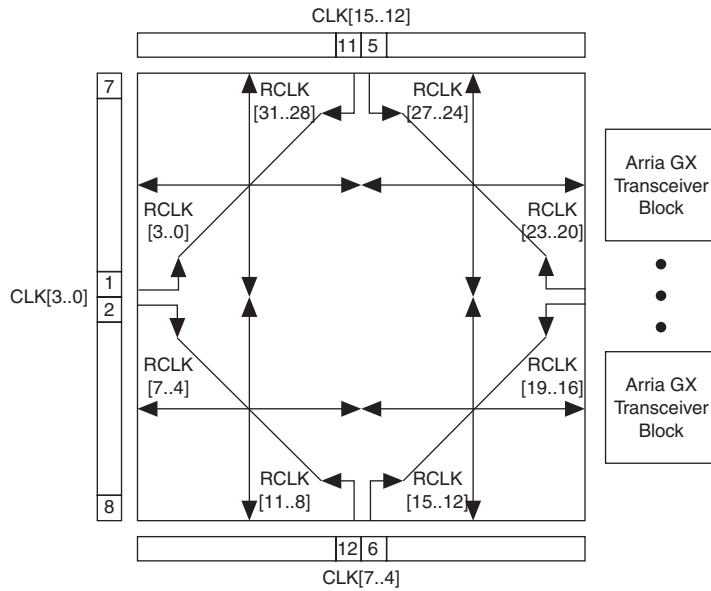 CLK[15..12]
11 5
7
RCLK
[31..28]
RCLK
[27..24]
Arria GX
Transceiver
Block
RCLK
[3..0]
RCLK
[23..20]
1
CLK[3..0]
2
RCLK
[7..4]
RCLK
[19..16]
Arria GX
Transceiver
Block
RCLK
[11..8]
RCLK
[15..12]
8
12 6
CLK[7..4]